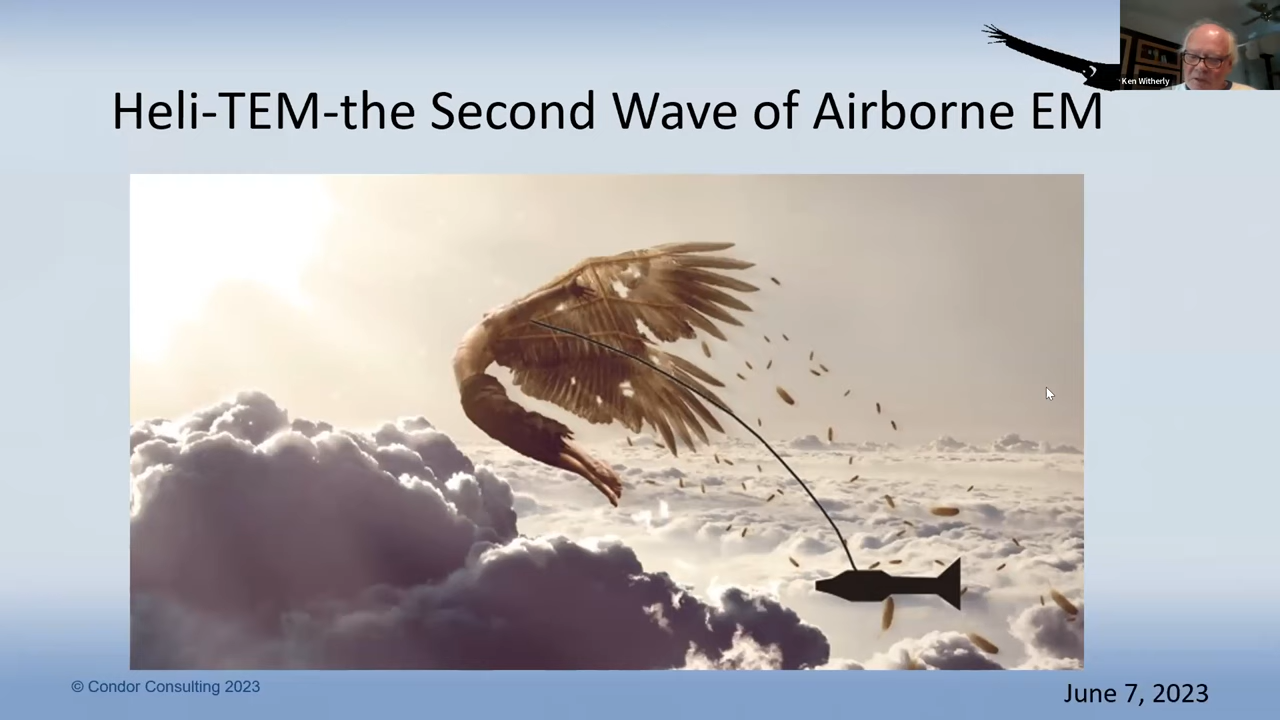 Ken Witherly
Heli-TEM-the Second Wave of Airborne EM
© Condor Consulting 2023
June 7, 2023